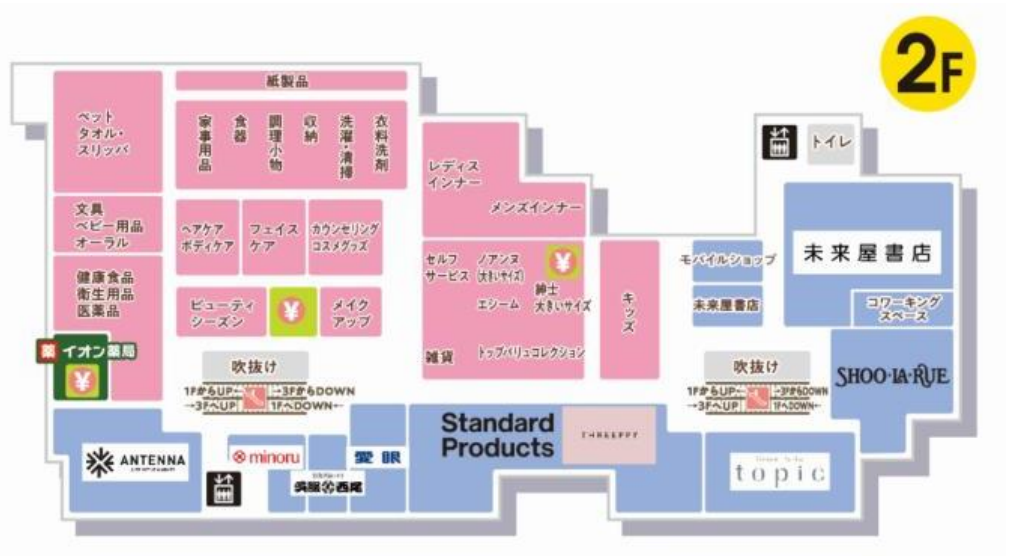 2F
紙製品
ペット
タオル・
スリッパ
家事用品
食器
調理小物
収納
洗濯・清掃
衣料洗剤
レディス
インナー
メンズインナー
トイレ
文具
ベビー用品
オーラル
ヘアケア
ボディケア
フェイス
ケア
カウンセリング
コスメグッズ
健康食品
衛生用品
医薬品
セルフ
サービス
ノアンヌ
(大きいサイズ)
¥
紳士
大きいサイズ
エシーム
キッズ
モバイルショップ
未来屋書店
未来屋書店
コワーキング
スペース
ビューティ
シーズン
¥
メイク
アップ
薬 イオン薬局
¥
雑貨
トップバリュコレクション
吹抜け
1FからUP← →3FからDOWN
→3FへUP 1FへDOWN←
吹抜け
1FからUP← →3FからDOWN
→3FへUP 1FへDOWN←
SHOO・LA・RUE
ANTENNA
minoru
呉服 西尾
愛眼
Standard
Products
THREEPPY
topic